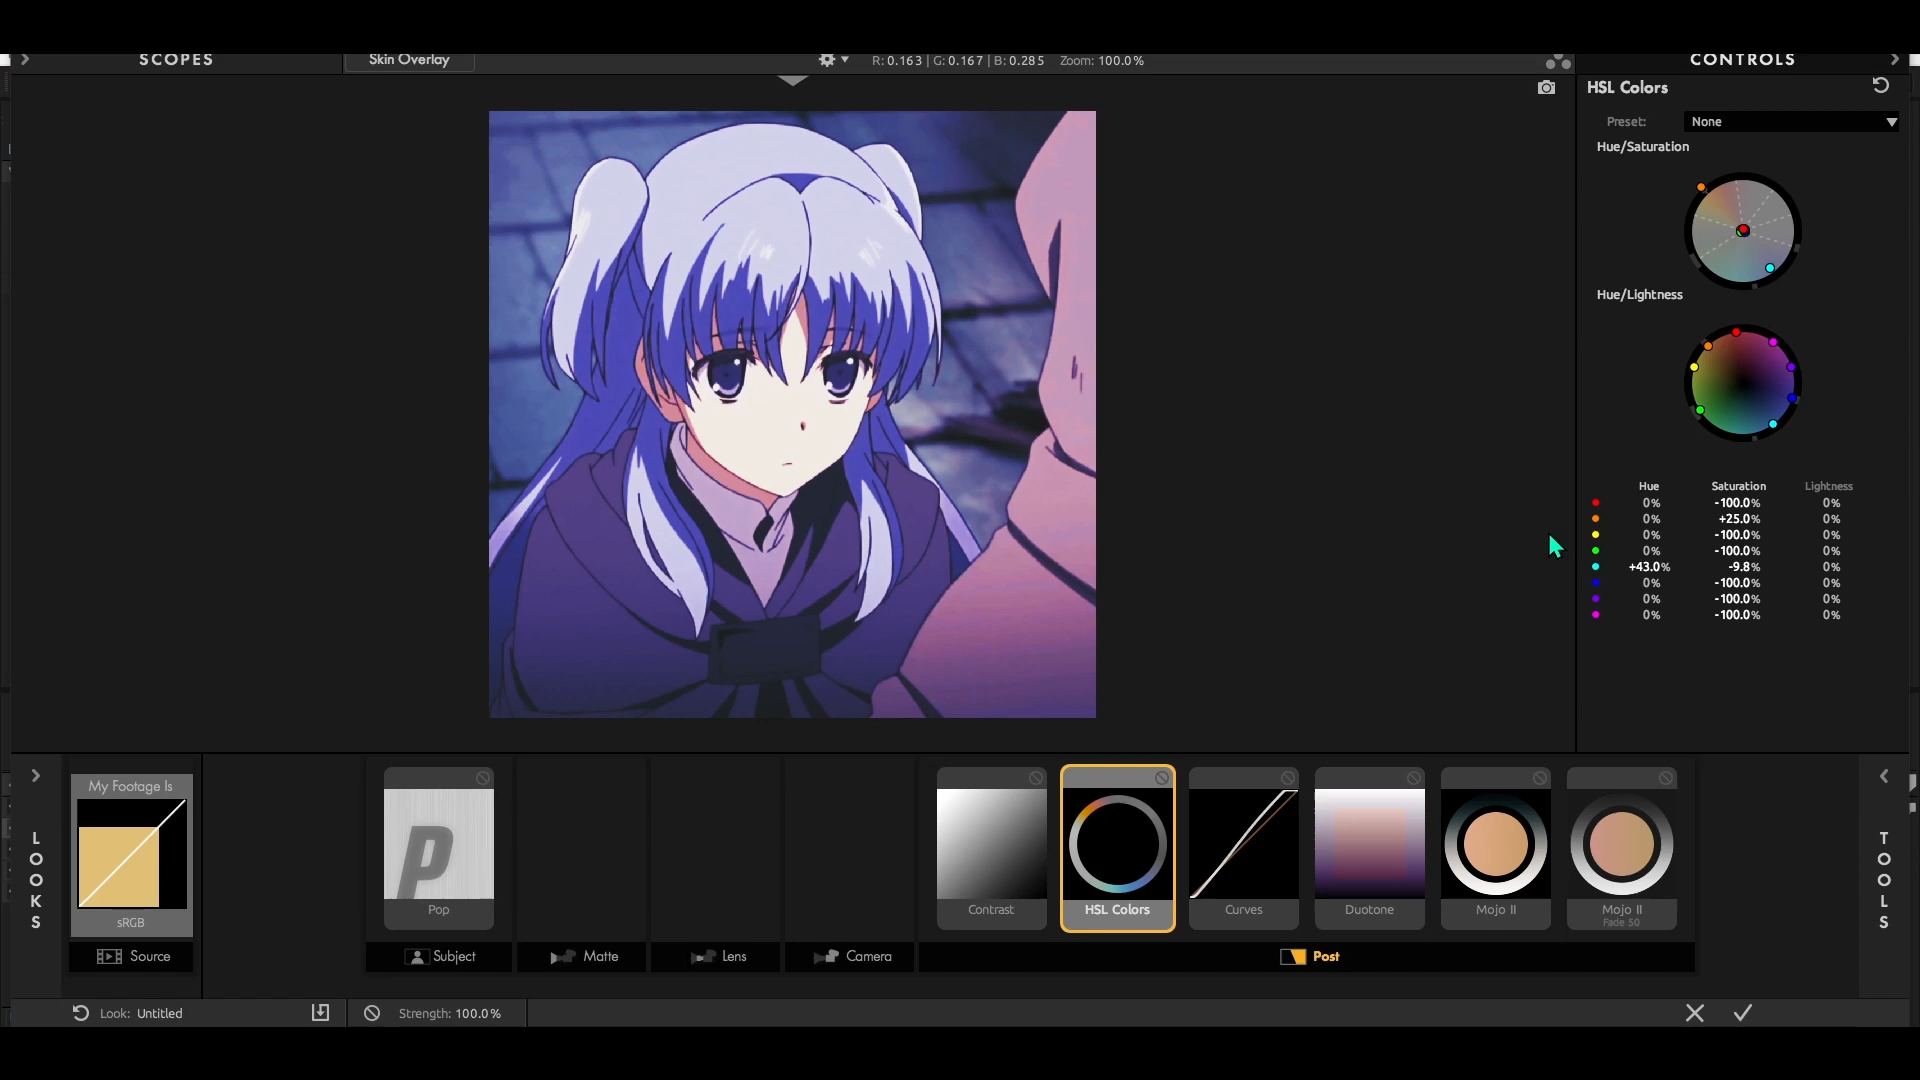 SCOPES
Skin Overlay
R: 0.163 | G: 0.167 | B: 0.285 Zoom: 100.0%
CONTROLS
HSL Colors
Preset: None
Hue/Saturation
Hue/Lightness
Hue Saturation Lightness
0% -100.0% 0%
0% +25.0% 0%
0% -100.0% 0%
0% -100.0% 0%
+43.0% -9.8% 0%
0% -100.0% 0%
0% -100.0% 0%
0% -100.0% 0%
LOOKS
My Footage Is
sRGB
Source
P
Pop
Subject
Matte
Lens
Camera
Contrast
HSL Colors
Curves
Duotone
Mojo II
Mojo II
Fade 50
Post
TOOLS
Look: Untitled
Strength: 100.0%